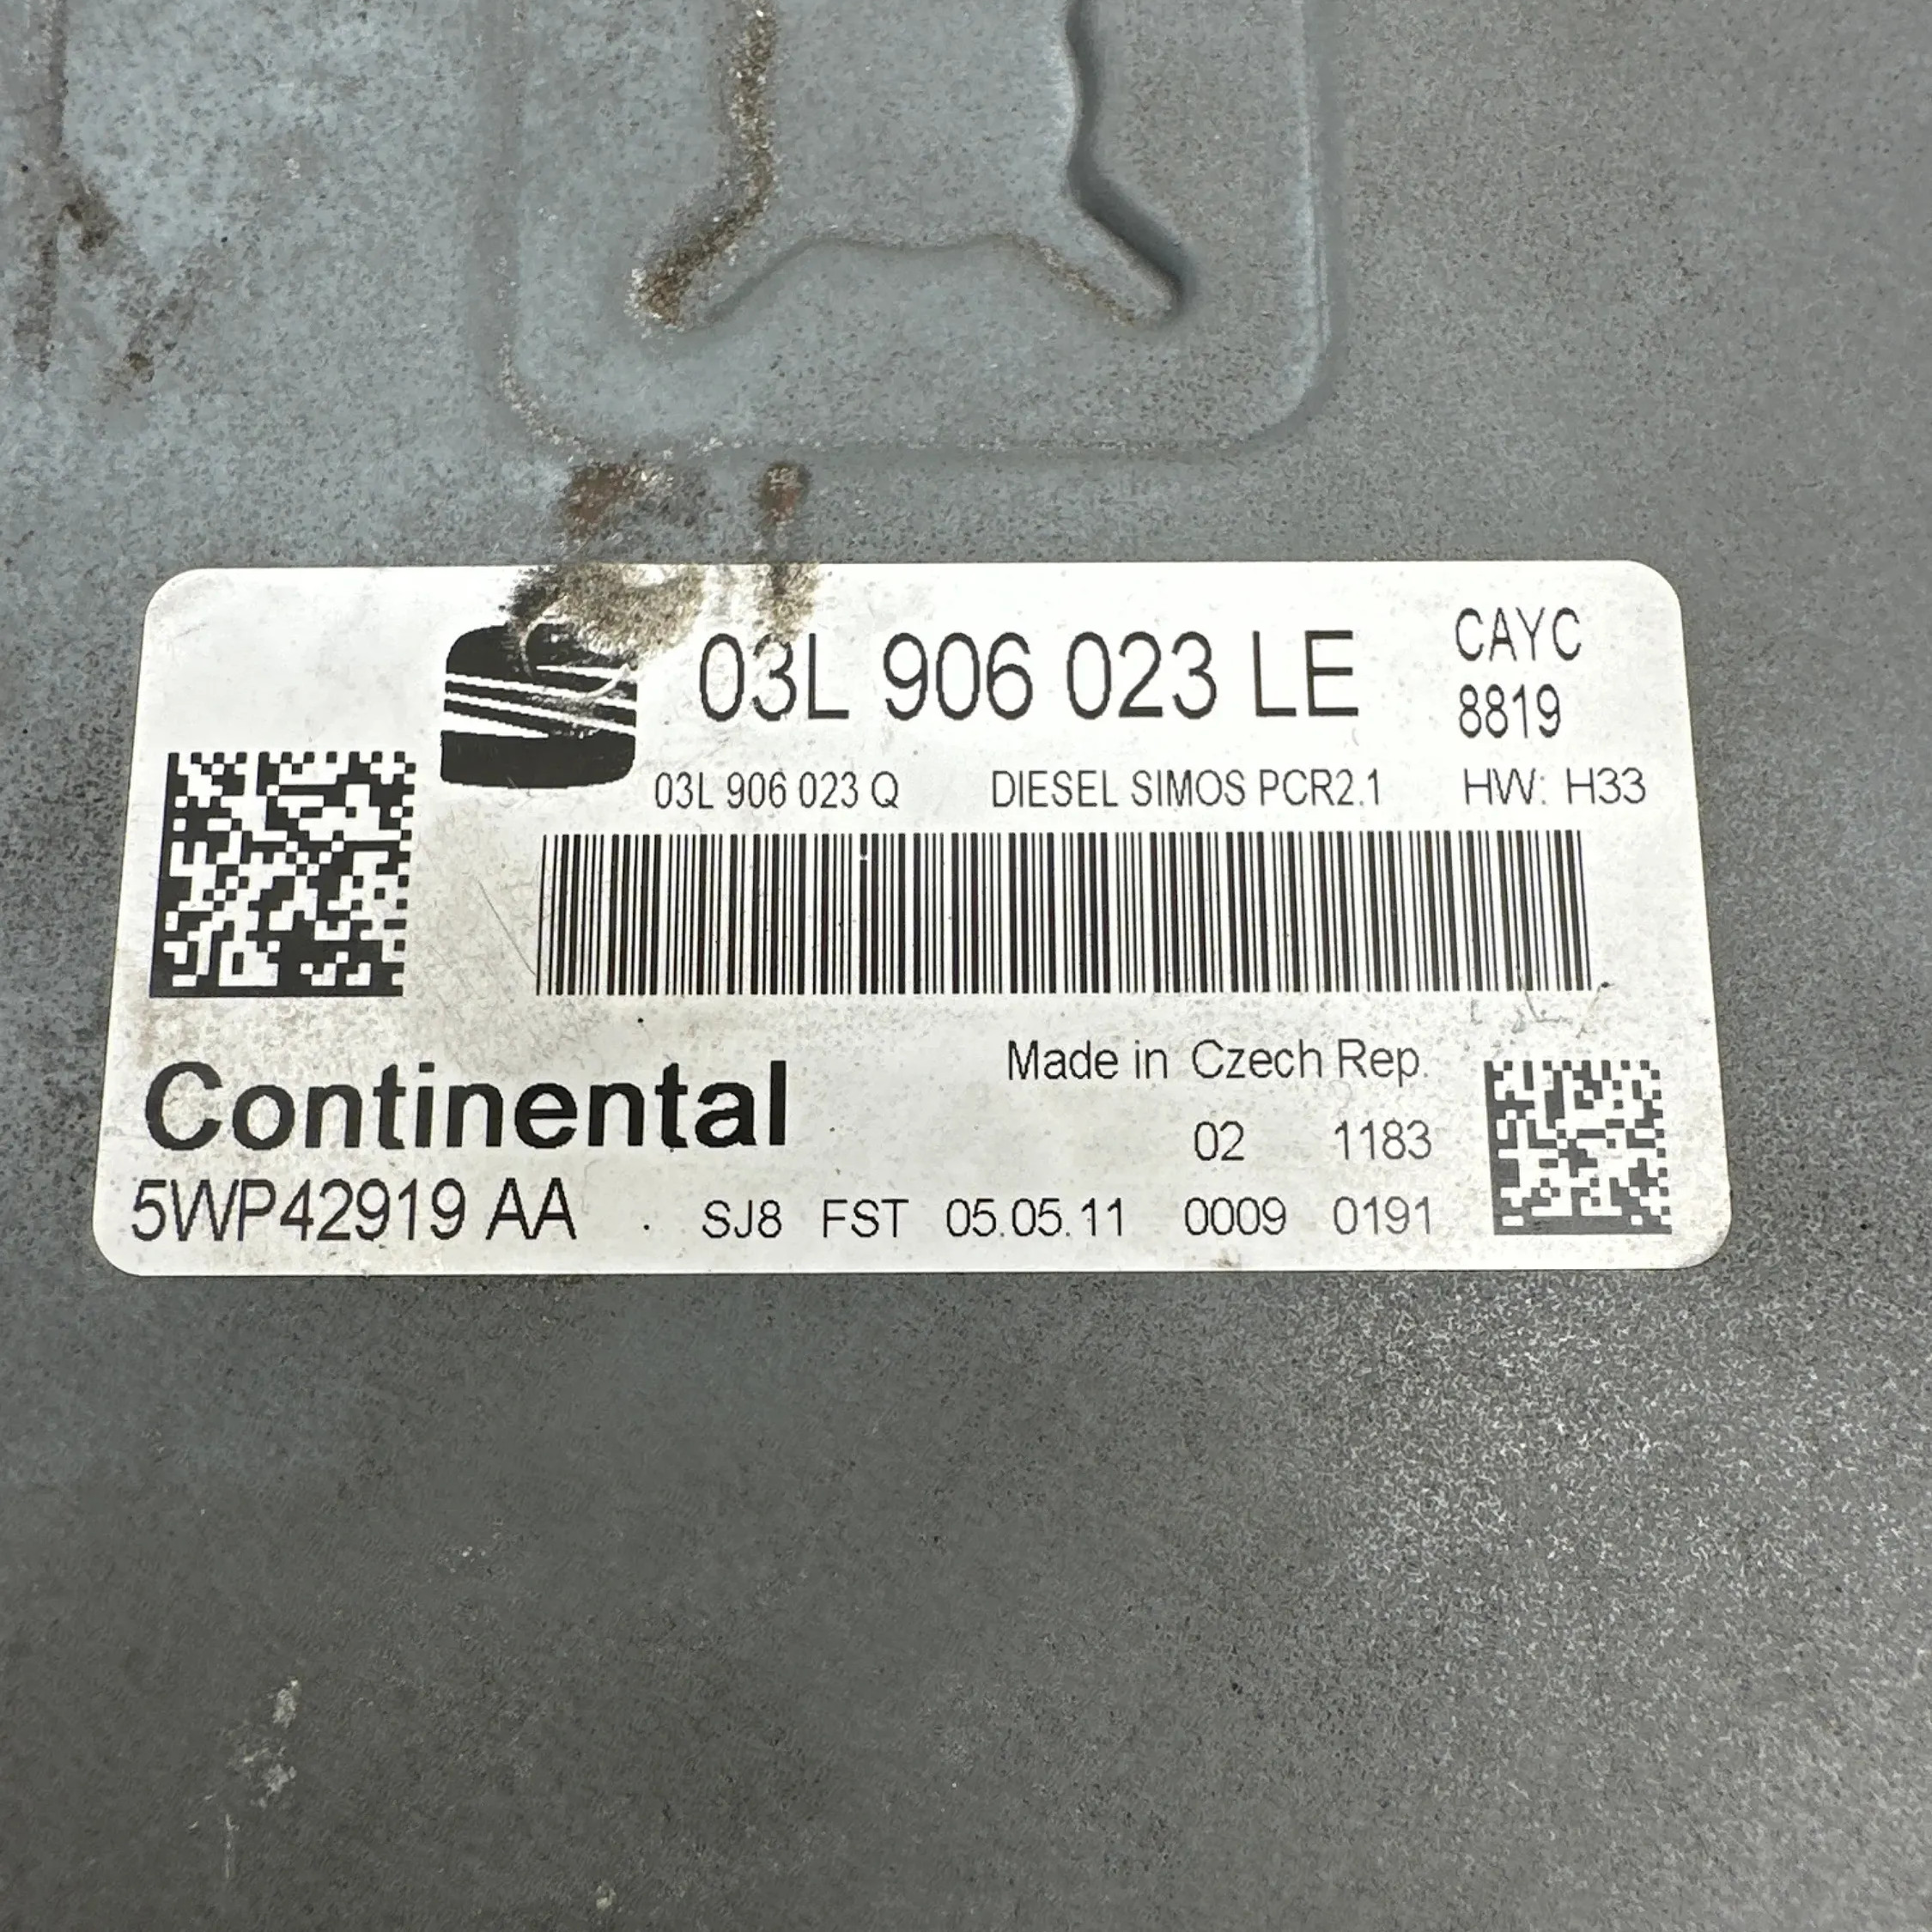 03L 906 023 LE CAYC
8819
03L 906 023 Q DIESEL SIMOS PCR2.1 HW: H33
Made in Czech Rep.
Continental
02 1183
5WP42919 AA . SJ8 FST 05.05.11 0009 0191